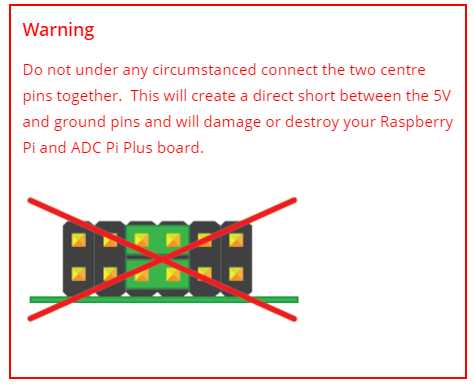 Warning
Do not under any circumstanced connect the two centre
pins together.  This will create a direct short between the 5V
and ground pins and will damage or destroy your Raspberry
Pi and ADC Pi Plus board.